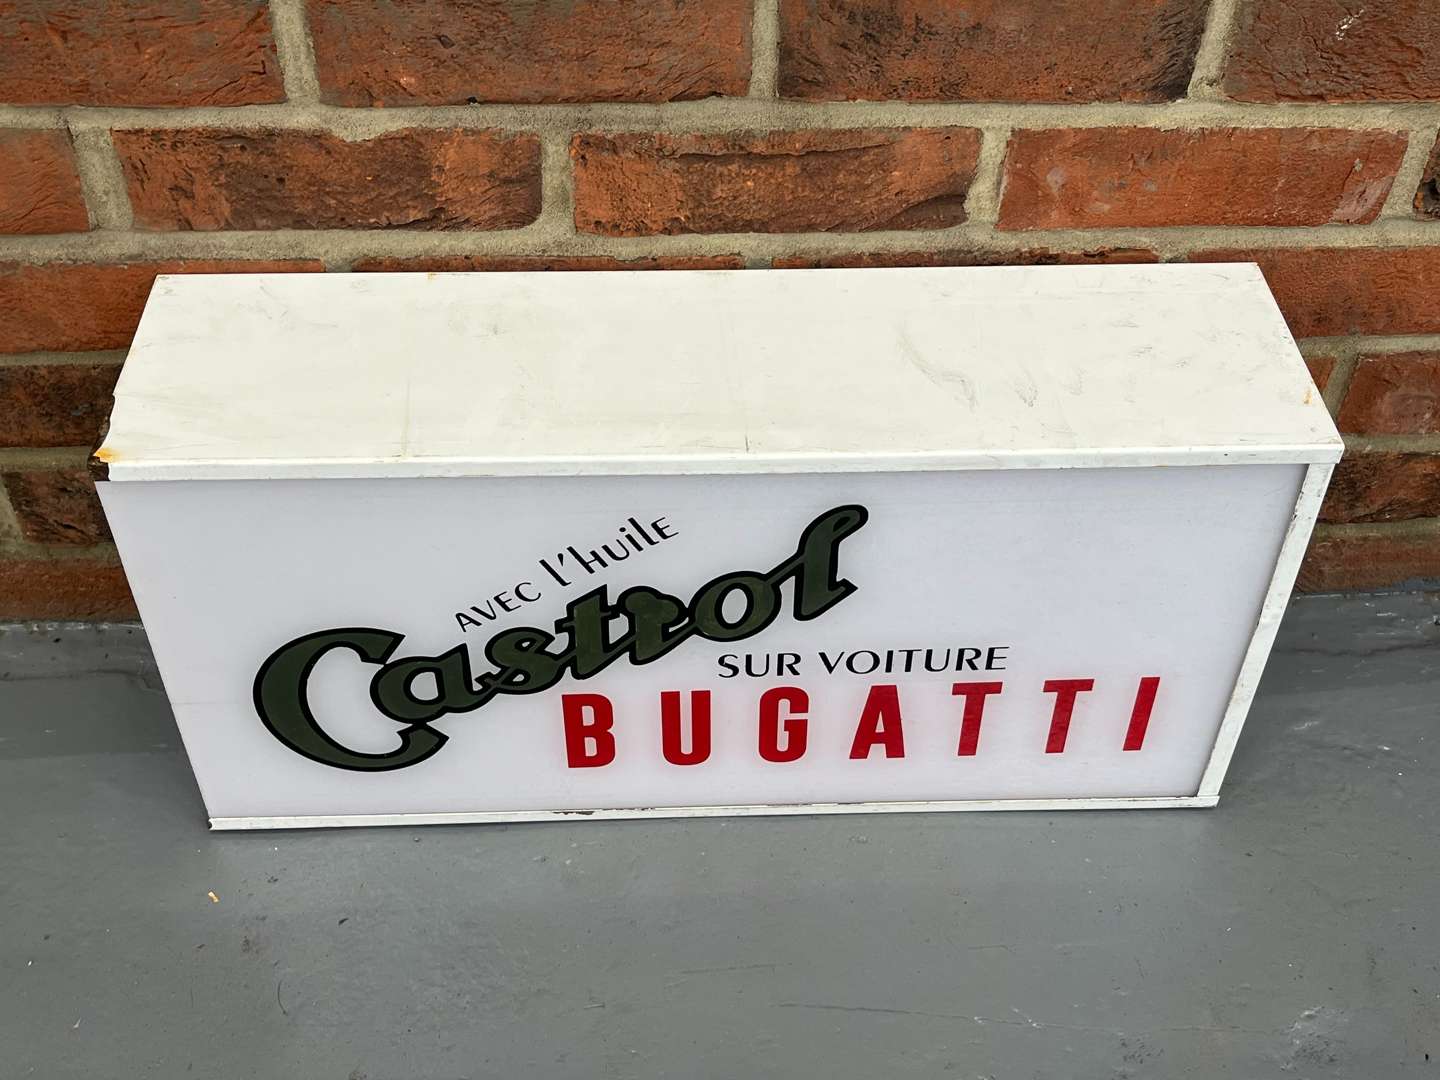 AVEC l'huile
Castrol
SUR VOITURE
BUGATTI